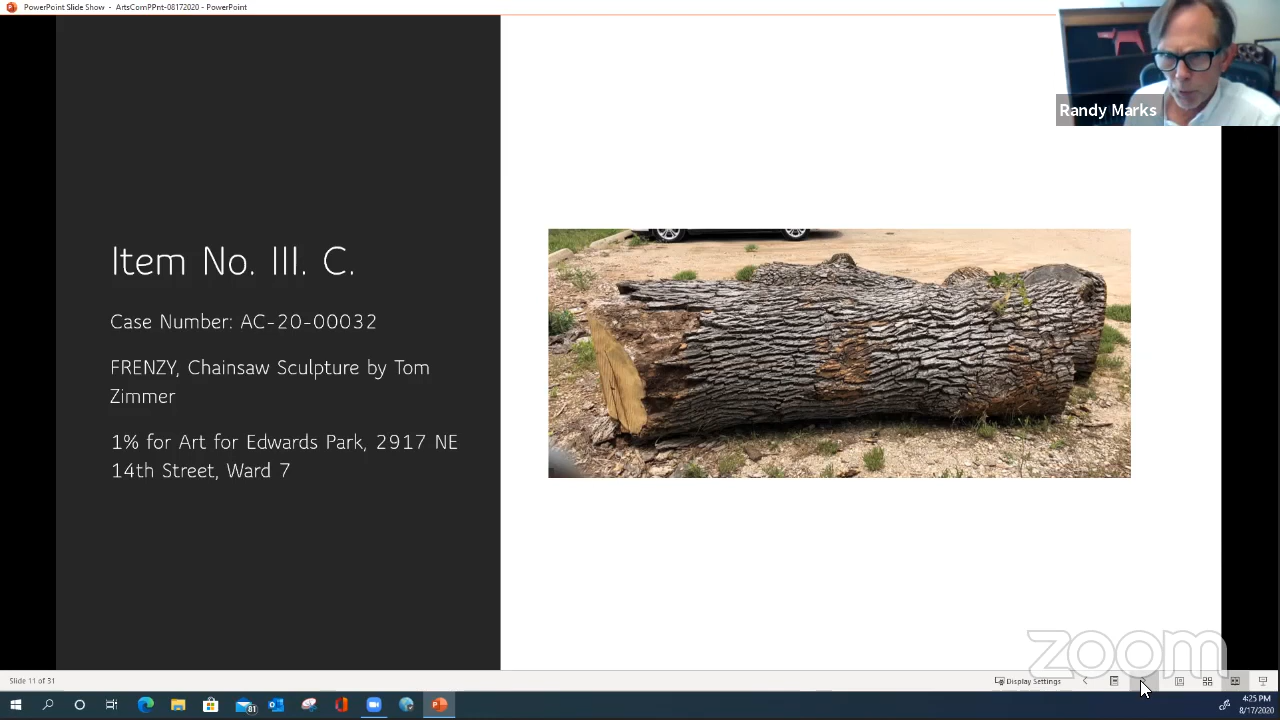 PowerPoint Slide Show - ArtsComPPnt-08172020 - PowerPoint
Randy Marks
Item No. III. C.
Case Number: AC-20-00032
FRENZY, Chainsaw Sculpture by Tom
Zimmer
1% for Art for Edwards Park, 2917 NE
14th Street, Ward 7
zoom
Slide 11 of 31
Display Settings
81
4:25 PM
8/17/2020